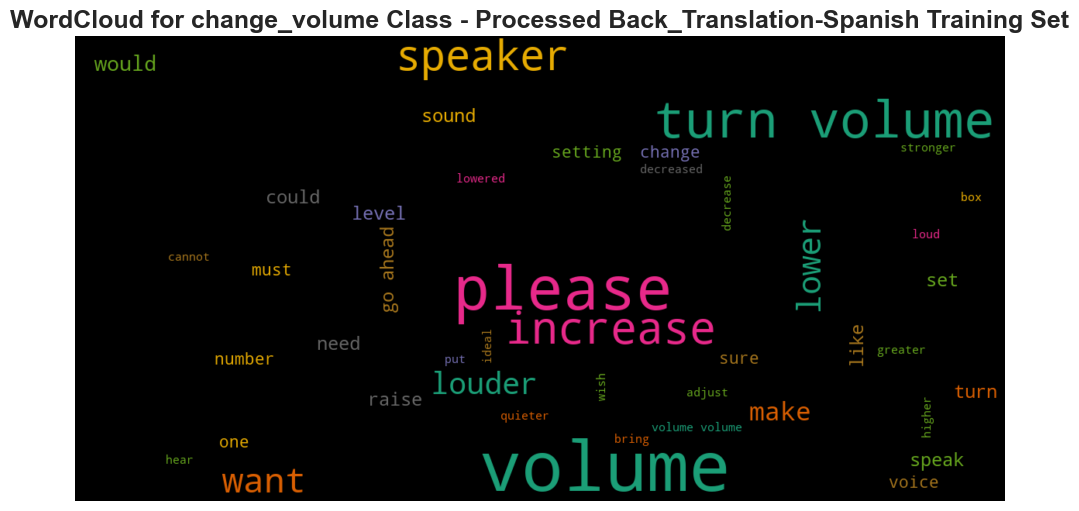 WordCloud for change_volume Class - Processed Back_Translation-Spanish Training Set
speaker
would
turn volume
sound
setting
change
stronger
decreased
lowered
decrease
could
box
level
lower
loud
go ahead
cannot
must
please
set
increase
need
ideal
like
number
put
sure
greater
louder
wish
adjust
turn
raise
make
higher
quieter
volume volume
one
bring
volume
hear
speak
want
voice